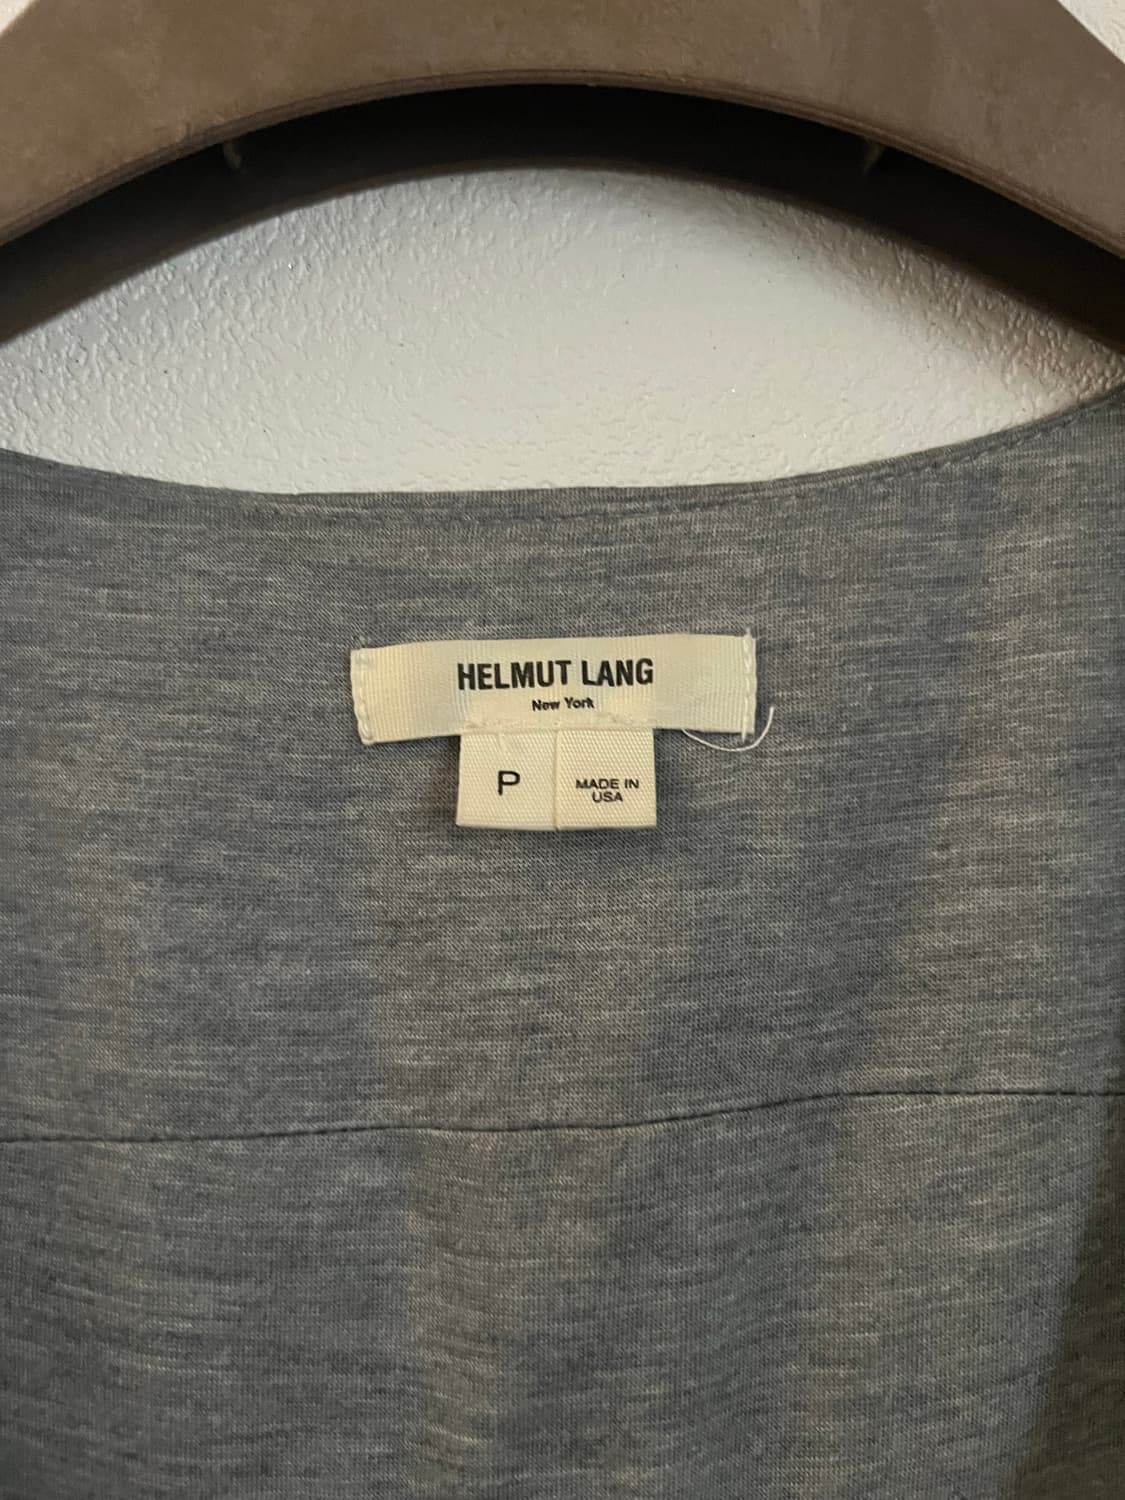 HELMUT LANG
New York
P
MADE IN
USA